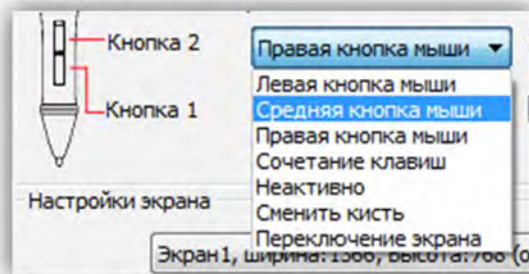 Кнопка 2
Правая кнопка мыши
Левая кнопка мыши
Средняя кнопка мыши
Кнопка 1
Правая кнопка мыши
Сочетание клавиш
Неактивно
Настройки экрана
Сменить кисть
Переключение экрана
Экран1, ширина:1366, высота:768 (о